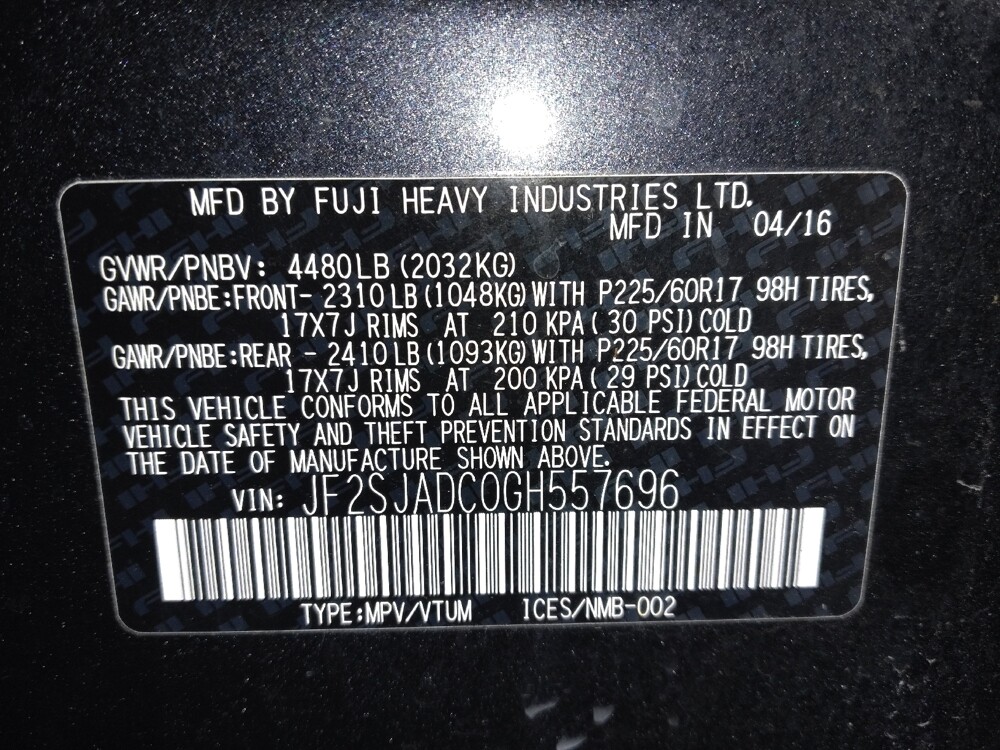 MFD BY FUJI HEAVY INDUSTRIES LTD.
MFD IN 04/16
GVWR/PNBV: 4480LB (2032KG)
GAWR/PNBE:FRONT- 2310 LB (1048KG) WITH P225/60R17 98H TIRES,
17X7J RIMS AT 210 KPA ( 30 PSI) COLD
GAWR/PNBE:REAR - 2410 LB (1093KG) WITH P225/60R17 98H TIRES,
17X7J RIMS AT 200 KPA ( 29 PSI) COLD
THIS VEHICLE CONFORMS TO ALL APPLICABLE FEDERAL MOTOR
VEHICLE SAFETY AND THEFT PREVENTION STANDARDS IN EFFECT ON
THE DATE OF MANUFACTURE SHOWN ABOVE.
VIN: JF2SJADC0GH557696
TYPE:MPV/VTUM ICES/NMB-002